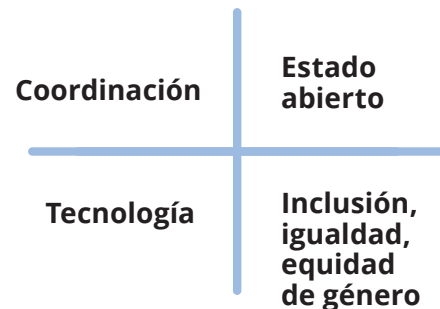 Coordinación
Estado
abierto
Tecnología
Inclusión,
igualdad,
equidad
de género